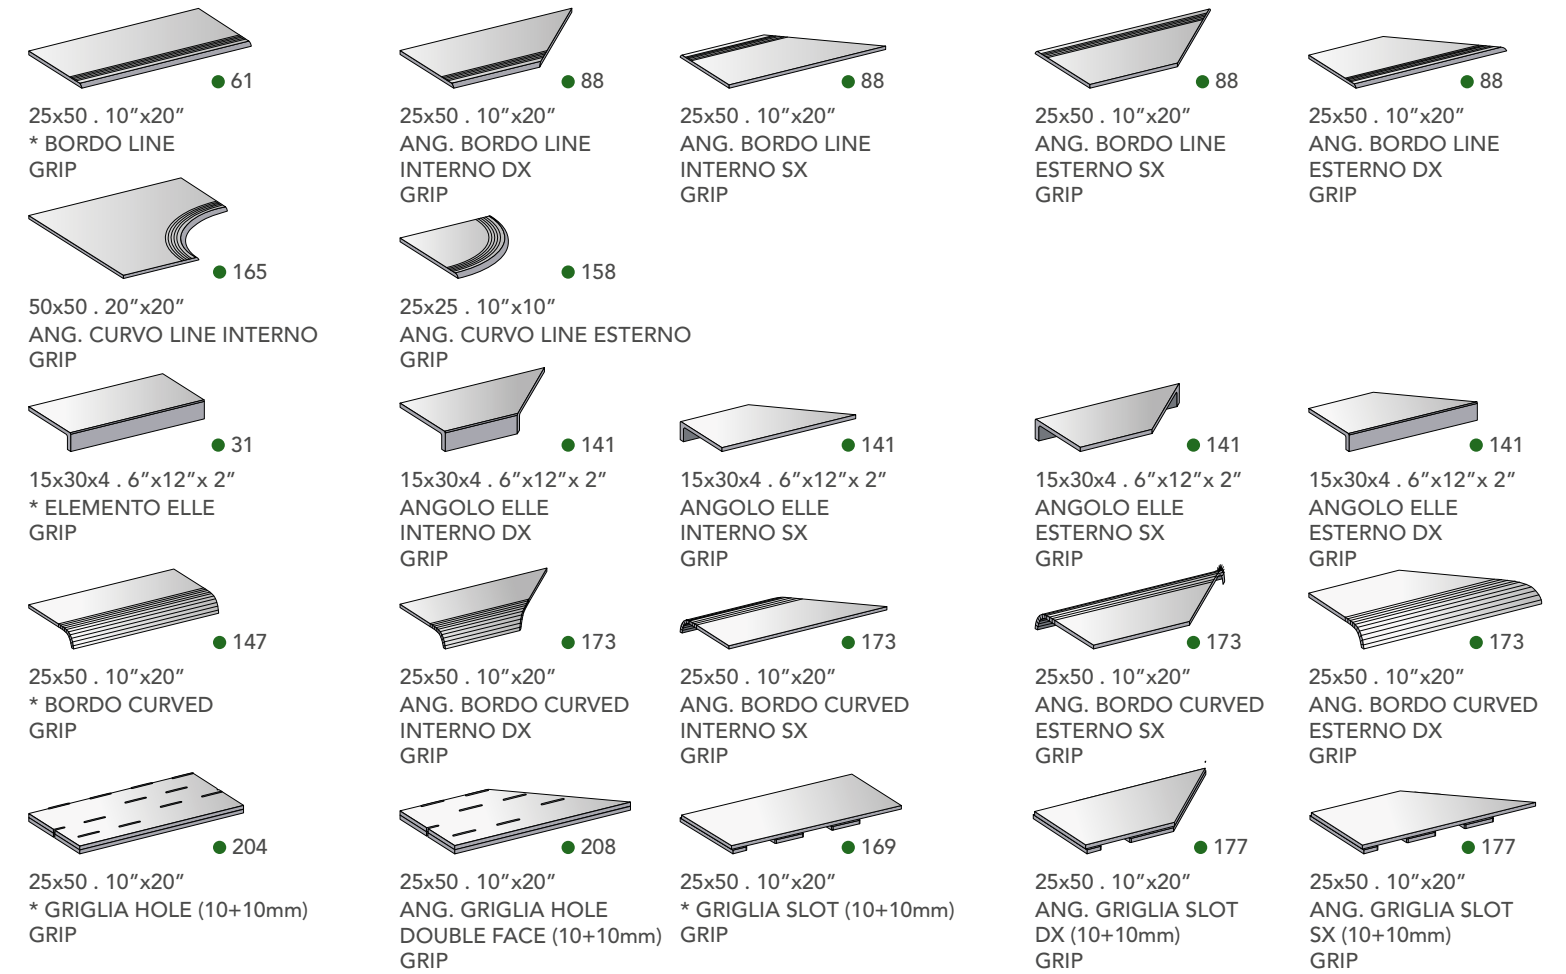 61
25x50 . 10"x20"
* BORDO LINE
GRIP
88
25x50 . 10"x20"
ANG. BORDO LINE
INTERNO DX
GRIP
88
25x50 . 10"x20"
ANG. BORDO LINE
INTERNO SX
GRIP
88
25x50 . 10"x20"
ANG. BORDO LINE
ESTERNO SX
GRIP
88
25x50 . 10"x20"
ANG. BORDO LINE
ESTERNO DX
GRIP
165
50x50 . 20"x20"
ANG. CURVO LINE INTERNO
GRIP
158
25x25 . 10"x10"
ANG. CURVO LINE ESTERNO
GRIP
31
15x30x4 . 6"x12"x 2"
* ELEMENTO ELLE
GRIP
141
15x30x4 . 6"x12"x 2"
ANGOLO ELLE
INTERNO DX
GRIP
141
15x30x4 . 6"x12"x 2"
ANGOLO ELLE
INTERNO SX
GRIP
141
15x30x4 . 6"x12"x 2"
ANGOLO ELLE
ESTERNO SX
GRIP
141
15x30x4 . 6"x12"x 2"
ANGOLO ELLE
ESTERNO DX
GRIP
147
25x50 . 10"x20"
* BORDO CURVED
GRIP
173
25x50 . 10"x20"
ANG. BORDO CURVED
INTERNO DX
GRIP
173
25x50 . 10"x20"
ANG. BORDO CURVED
INTERNO SX
GRIP
173
25x50 . 10"x20"
ANG. BORDO CURVED
ESTERNO SX
GRIP
173
25x50 . 10"x20"
ANG. BORDO CURVED
ESTERNO DX
GRIP
204
25x50 . 10"x20"
* GRIGLIA HOLE (10+10mm)
GRIP
208
25x50 . 10"x20"
ANG. GRIGLIA HOLE
DOUBLE FACE (10+10mm)
GRIP
169
25x50 . 10"x20"
* GRIGLIA SLOT (10+10mm)
GRIP
177
25x50 . 10"x20"
ANG. GRIGLIA SLOT
DX (10+10mm)
GRIP
177
25x50 . 10"x20"
ANG. GRIGLIA SLOT
SX (10+10mm)
GRIP